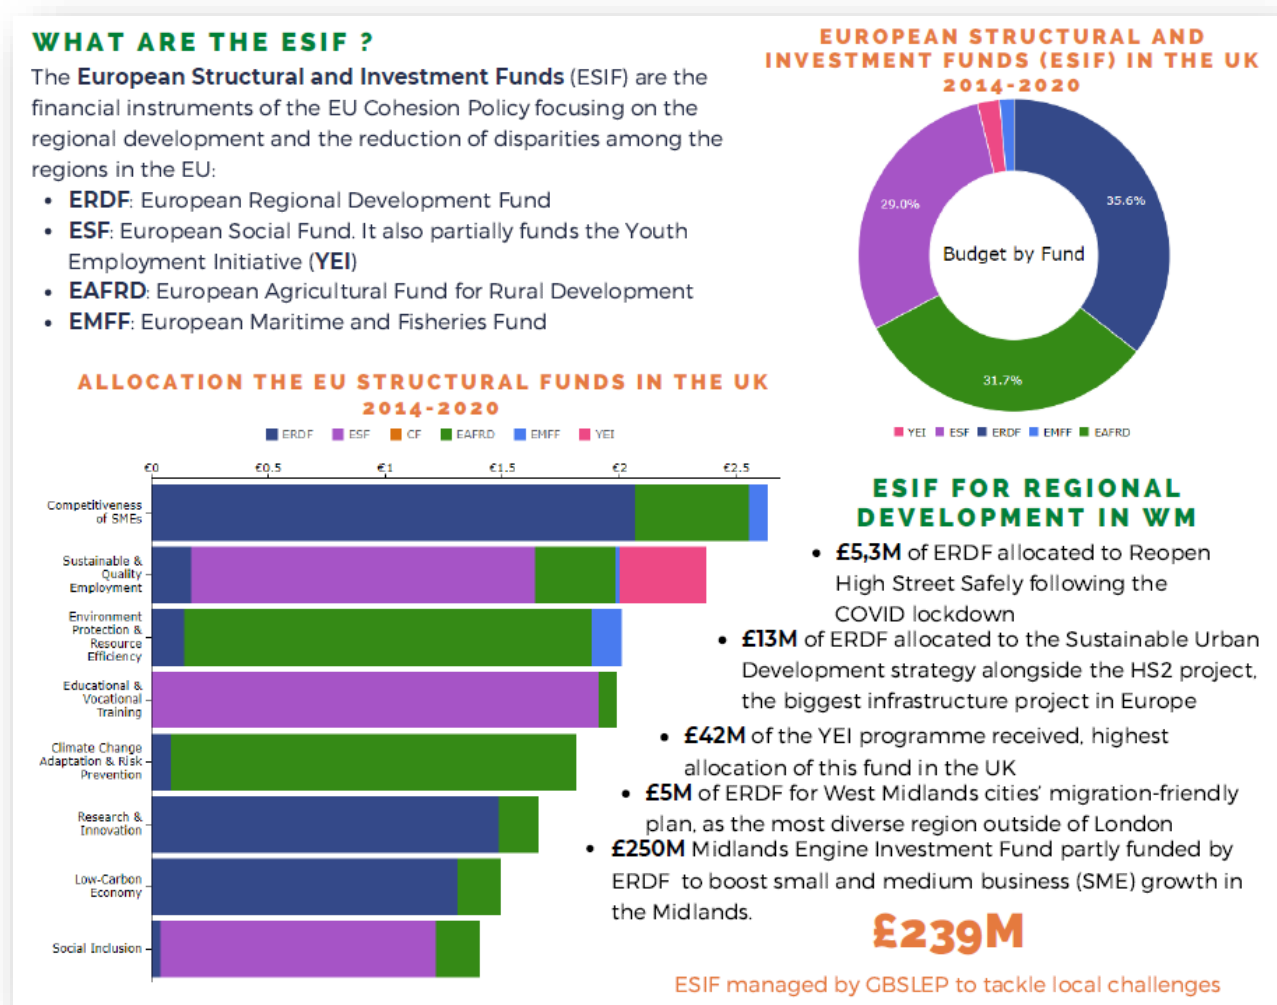 WHAT ARE THE ESIF ?
The European Structural and Investment Funds (ESIF) are the
financial instruments of the EU Cohesion Policy focusing on the
regional development and the reduction of disparities among the
regions in the EU:
• ERDF: European Regional Development Fund
• ESF: European Social Fund. It also partially funds the Youth
Employment Initiative (YEI)
• EAFRD: European Agricultural Fund for Rural Development
• EMFF: European Maritime and Fisheries Fund
EUROPEAN STRUCTURAL AND
INVESTMENT FUNDS (ESIF) IN THE UK
2014-2020
29.0%
35.6%
Budget by Fund
31.7%
YEI ESF ERDF EMFF EAFRD
ALLOCATION THE EU STRUCTURAL FUNDS IN THE UK
2014-2020
ERDF ESF CF EAFRD EMFF YEI
€0 €0.5 €1 €1.5 €2 €2.5
Competitiveness
of SMEs
Sustainable &
Quality
Employment
Environment
Protection &
Resource
Efficiency
Educational &
Vocational
Training
Climate Change
Adaptation & Risk
Prevention
Research &
Innovation
Low-Carbon
Economy
Social Inclusion
ESIF FOR REGIONAL
DEVELOPMENT IN WM
• £5,3M of ERDF allocated to Reopen
High Street Safely following the
COVID lockdown
• £13M of ERDF allocated to the Sustainable Urban
Development strategy alongside the HS2 project,
the biggest infrastructure project in Europe
• £42M of the YEI programme received, highest
allocation of this fund in the UK
• £5M of ERDF for West Midlands cities' migration-friendly
plan, as the most diverse region outside of London
• £250M Midlands Engine Investment Fund partly funded by
ERDF to boost small and medium business (SME) growth in
the Midlands.
£239M
ESIF managed by GBSLEP to tackle local challenges